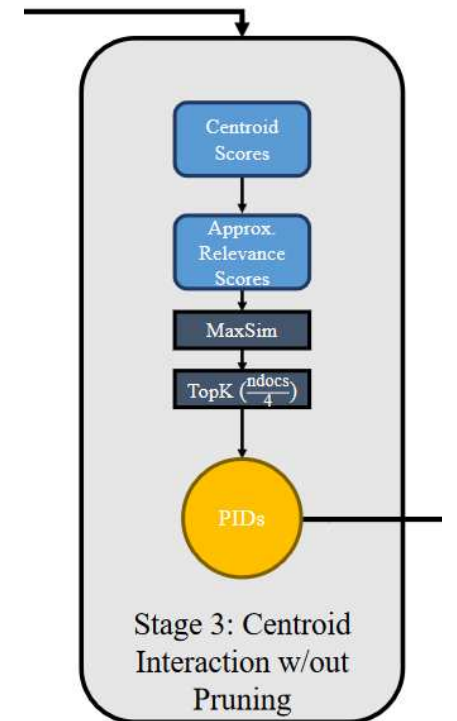 Centroid
Scores
Approx.
Relevance
Scores
MaxSim
TopK (ndocs/4)
PIDs
Stage 3: Centroid
Interaction w/out
Pruning